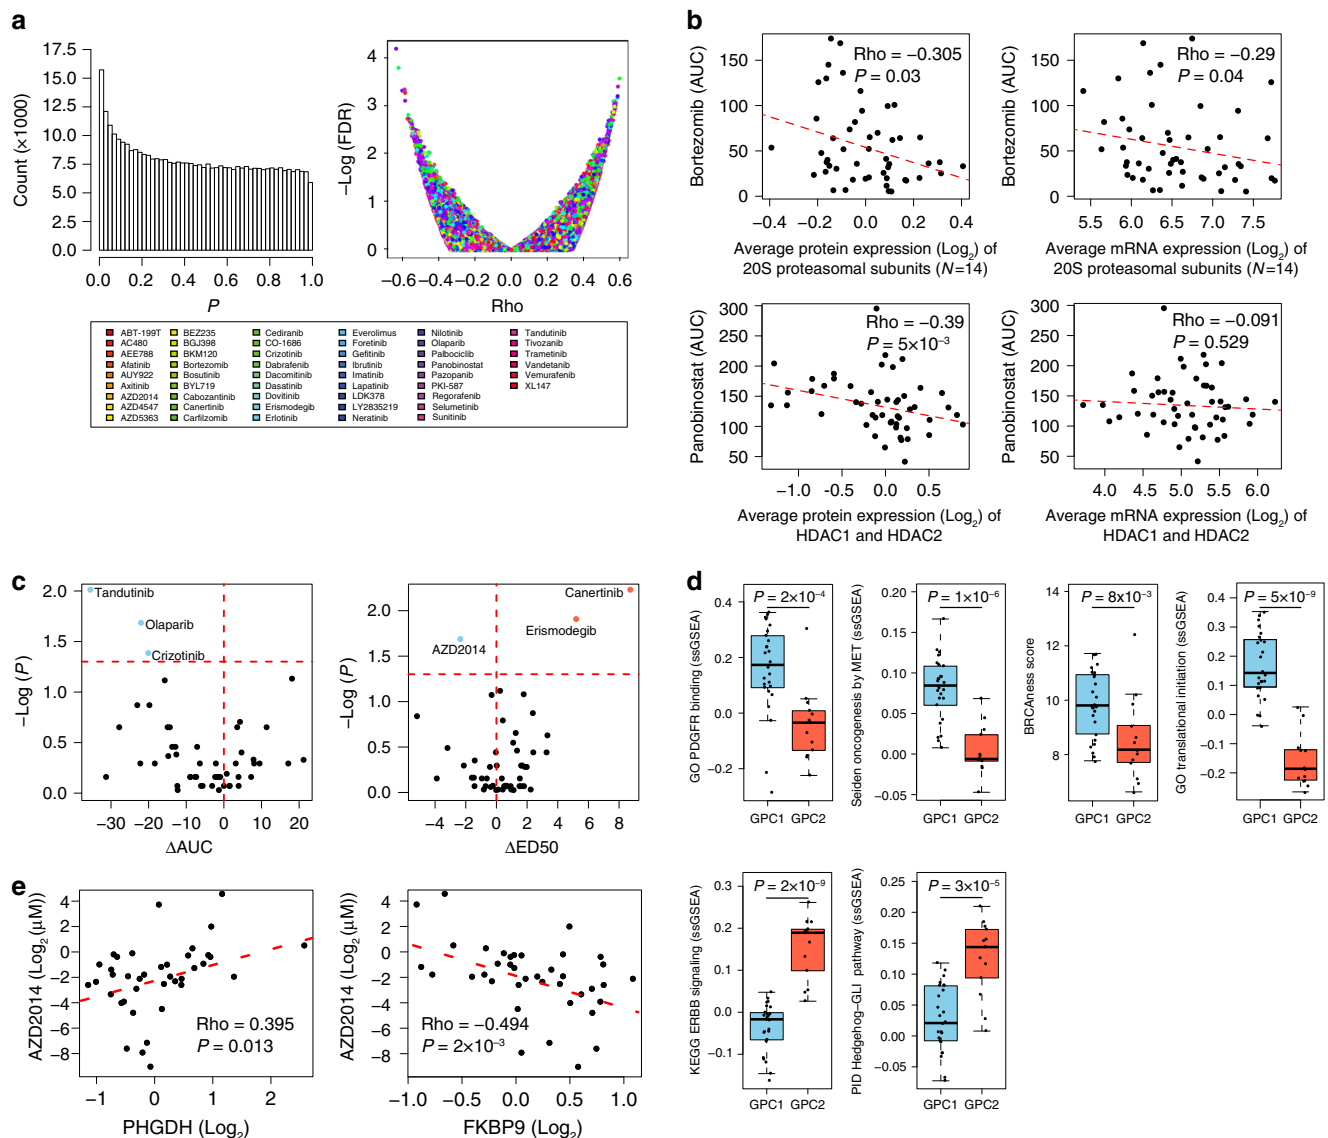 a
17.5
15.0
12.5
10.0
7.5
5.0
2.5
0.0
Count (×1000)
0.0 0.2 0.4 0.6 0.8 1.0
P
4
3
2
1
0
−Log (FDR)
−0.6 −0.4 −0.2 0.0 0.2 0.4 0.6
Rho
ABT-199T
AC480
AEE788
Afatinib
AUY922
Axitinib
AZD2014
AZD4547
AZD5363
BEZ235
BGJ398
BKM120
Bortezomib
Bosutinib
BYL719
Cabozantinib
Canertinib
Carfilzomib
Cediranib
CO-1686
Crizotinib
Dabrafenib
Dacomitinib
Dasatinib
Dovitinib
Erismodegib
Erlotinib
Everolimus
Foretinib
Gefitinib
Ibrutinib
Imatinib
Lapatinib
LDK378
LY2835219
Neratinib
Nilotinib
Olaparib
Palbociclib
Panobinostat
Pazopanib
PKI-587
Regorafenib
Selumetinib
Sunitinib
Tandutinib
Tivozanib
Trametinib
Vandetanib
Vemurafenib
XL147
b
Bortezomib (AUC)
150
100
50
0
Rho = −0.305
P = 0.03
−0.4 −0.2 0.0 0.2 0.4
Average protein expression (Log2) of
20S proteasomal subunits (N=14)
Bortezomib (AUC)
150
100
50
0
Rho = −0.29
P = 0.04
5.5 6.0 6.5 7.0 7.5
Average mRNA expression (Log2) of
20S proteasomal subunits (N=14)
Panobinostat (AUC)
300
250
200
150
100
50
Rho = −0.39
P = 5×10−3
−1.0 −0.5 0.0 0.5
Average protein expression (Log2) of
HDAC1 and HDAC2
Panobinostat (AUC)
300
250
200
150
100
50
Rho = −0.091
P = 0.529
4.0 4.5 5.0 5.5 6.0
Average mRNA expression (Log2) of
HDAC1 and HDAC2
c
−Log (P)
2.0
1.5
1.0
0.5
0.0
Tandutinib
Olaparib
Crizotinib
−30 −20 −10 0 10 20
ΔAUC
−Log (P)
2.0
1.5
1.0
0.5
0.0
Canertinib
Erismodegib
AZD2014
−4 −2 0 2 4 6 8
ΔED50
d
GO PDGFR binding (ssGSEA)
0.4
0.2
0.0
−0.2
P = 2×10−4
GPC1 GPC2
Seiden oncogenesis by MET (ssGSEA)
0.20
0.15
0.10
0.05
0.00
−0.05
P = 1×10−6
GPC1 GPC2
BRCAness score
12
10
8
P = 8x10−3
GPC1 GPC2
GO translational initiation (ssGSEA)
0.4
0.3
0.2
0.1
0.0
−0.1
−0.2
P = 5×10−9
GPC1 GPC2
KEGG ERBB signaling (ssGSEA)
0.3
0.2
0.1
0.0
−0.1
P = 2×10−9
GPC1 GPC2
PID Hedgehog−GLI pathway (ssGSEA)
0.25
0.20
0.15
0.10
0.05
0.00
−0.05
P = 3×10−5
GPC1 GPC2
e
AZD2014 (Log2 (µM))
4
2
0
−2
−4
−6
−8
Rho = 0.395
P = 0.013
−1 0 1 2
PHGDH (Log2)
AZD2014 (Log2 (µM))
4
2
0
−2
−4
−6
−8
Rho = −0.494
P = 2×10−3
−1.0 −0.5 0.0 0.5 1.0
FKBP9 (Log2)